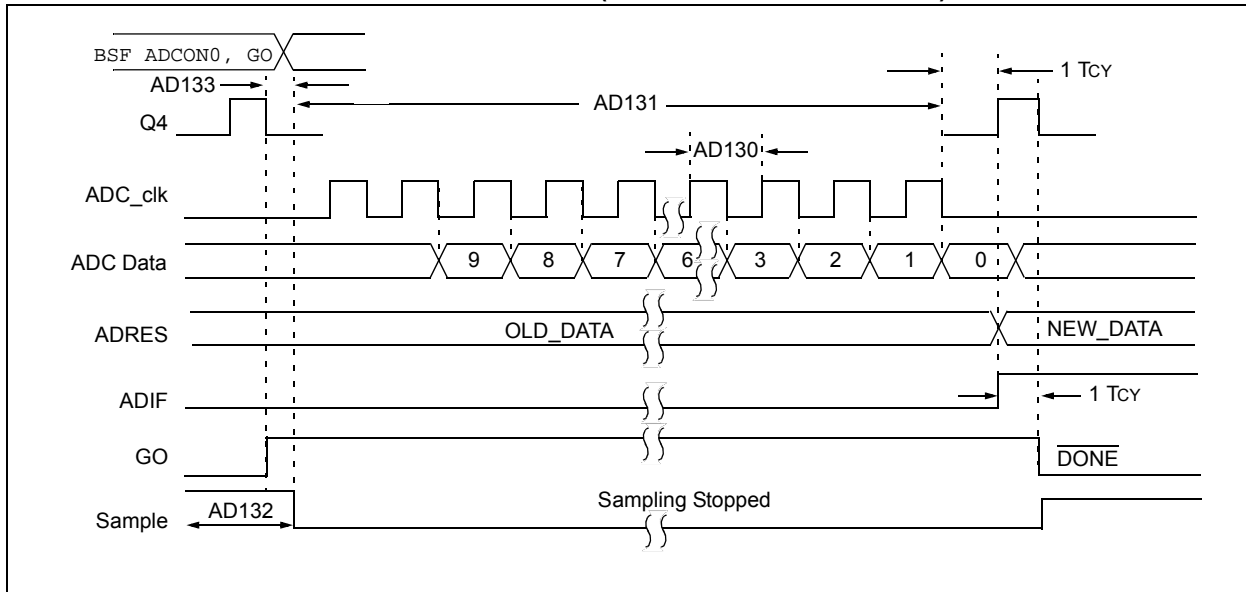 BSF ADCON0, GO
1 TCY
AD133
AD131
Q4
AD130
ADC_clk
ADC Data
9 8 7 6 3 2 1 0
ADRES
OLD_DATA
NEW_DATA
ADIF
1 TCY
GO
DONE
Sampling Stopped
AD132
Sample